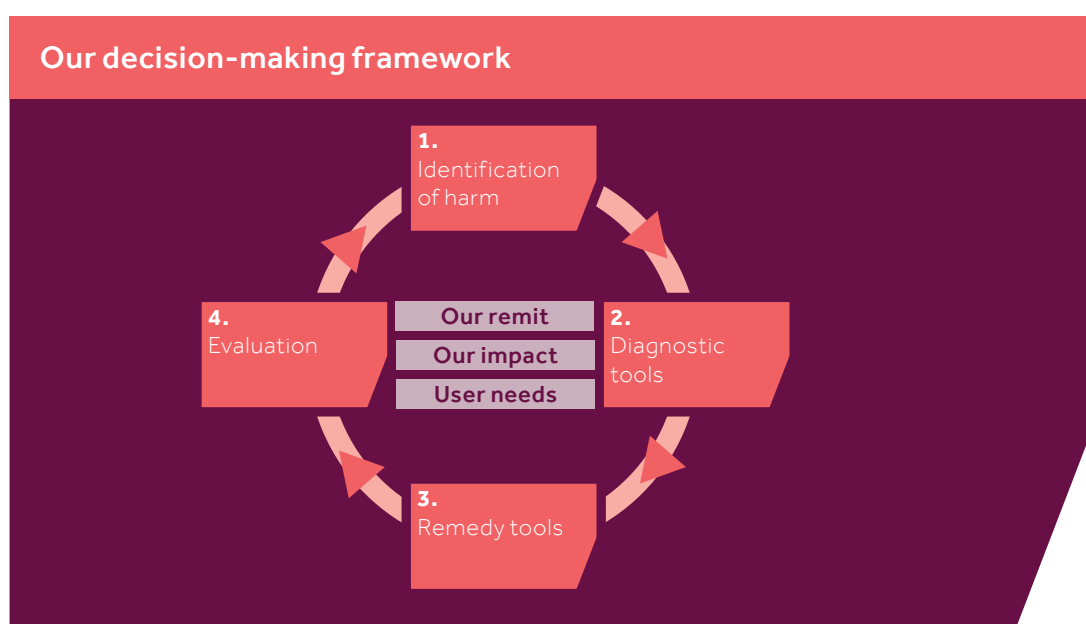 Our decision-making framework
1.
Identification
of harm
4.
Evaluation
Our remit
Our impact
User needs
2.
Diagnostic
tools
3.
Remedy tools